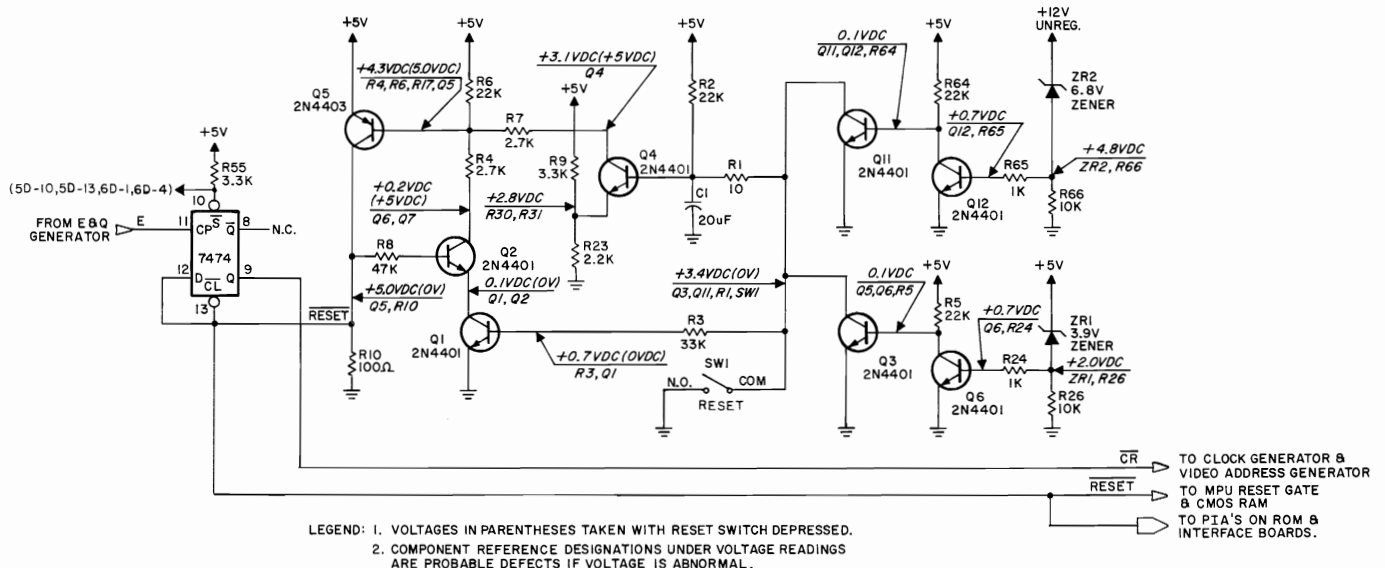 +5V
+5V
+5V
+5V
+12V
UNREG.
0.1VDC
Q11,Q12,R64
+4.3VDC(5.0VDC)
R4,R6,R17,Q5
+3.1VDC(+5VDC)
Q4
R6
22K
+5V
R2
22K
R64
22K
ZR2
6.8V
ZENER
Q5
2N4403
R7
2.7K
+0.7VDC
Q12,R65
+5V
R4
2.7K
R9
3.3K
Q4
2N4401
R1
10
Q11
2N4401
R65
1K
+4.8VDC
ZR2,R66
R55
3.3K
(5D-10,5D-13,6D-1,6D-4)
10
+0.2VDC
(+5VDC)
Q6,Q7
+2.8VDC
R30,R31
C1
20uF
Q12
2N4401
R66
10K
FROM E&Q
GENERATOR
E
11
CP
S
Q
8
N.C.
7474
R8
47K
Q2
2N4401
R23
2.2K
+5V
+5V
12
D
CL
Q
9
+5.0VDC(0V)
Q5,R10
0.1VDC(0V)
Q1,Q2
+3.4VDC(0V)
Q3,Q11,R1,SW1
0.1VDC
Q5,Q6,R5
R5
22K
+0.7VDC
Q6,R24
ZR1
3.9V
ZENER
13
RESET
Q1
2N4401
R3
33K
Q3
2N4401
R24
1K
+2.0VDC
ZR1,R26
R10
100Ω
+0.7VDC(0VDC)
R3,Q1
SW1
N.O.
COM
RESET
Q6
2N4401
R26
10K
CR
TO CLOCK GENERATOR &
VIDEO ADDRESS GENERATOR
RESET
TO MPU RESET GATE
& CMOS RAM
TO PIA'S ON ROM &
INTERFACE BOARDS.
LEGEND: 1. VOLTAGES IN PARENTHESES TAKEN WITH RESET SWITCH DEPRESSED.
2. COMPONENT REFERENCE DESIGNATIONS UNDER VOLTAGE READINGS
ARE PROBABLE DEFECTS IF VOLTAGE IS ABNORMAL.